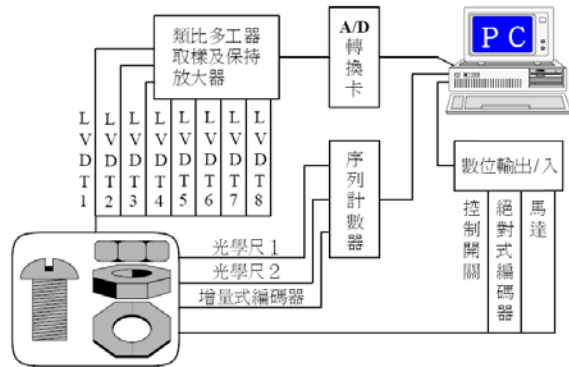 類比多工器
取樣及保持
放大器
A/D
轉換卡
PC
LVDT1
LVDT2
LVDT3
LVDT4
LVDT5
LVDT6
LVDT7
LVDT8
序列計數器
數位輸出/入
光學尺1
光學尺2
增量式編碼器
控制開關
絕對式編碼器
馬達